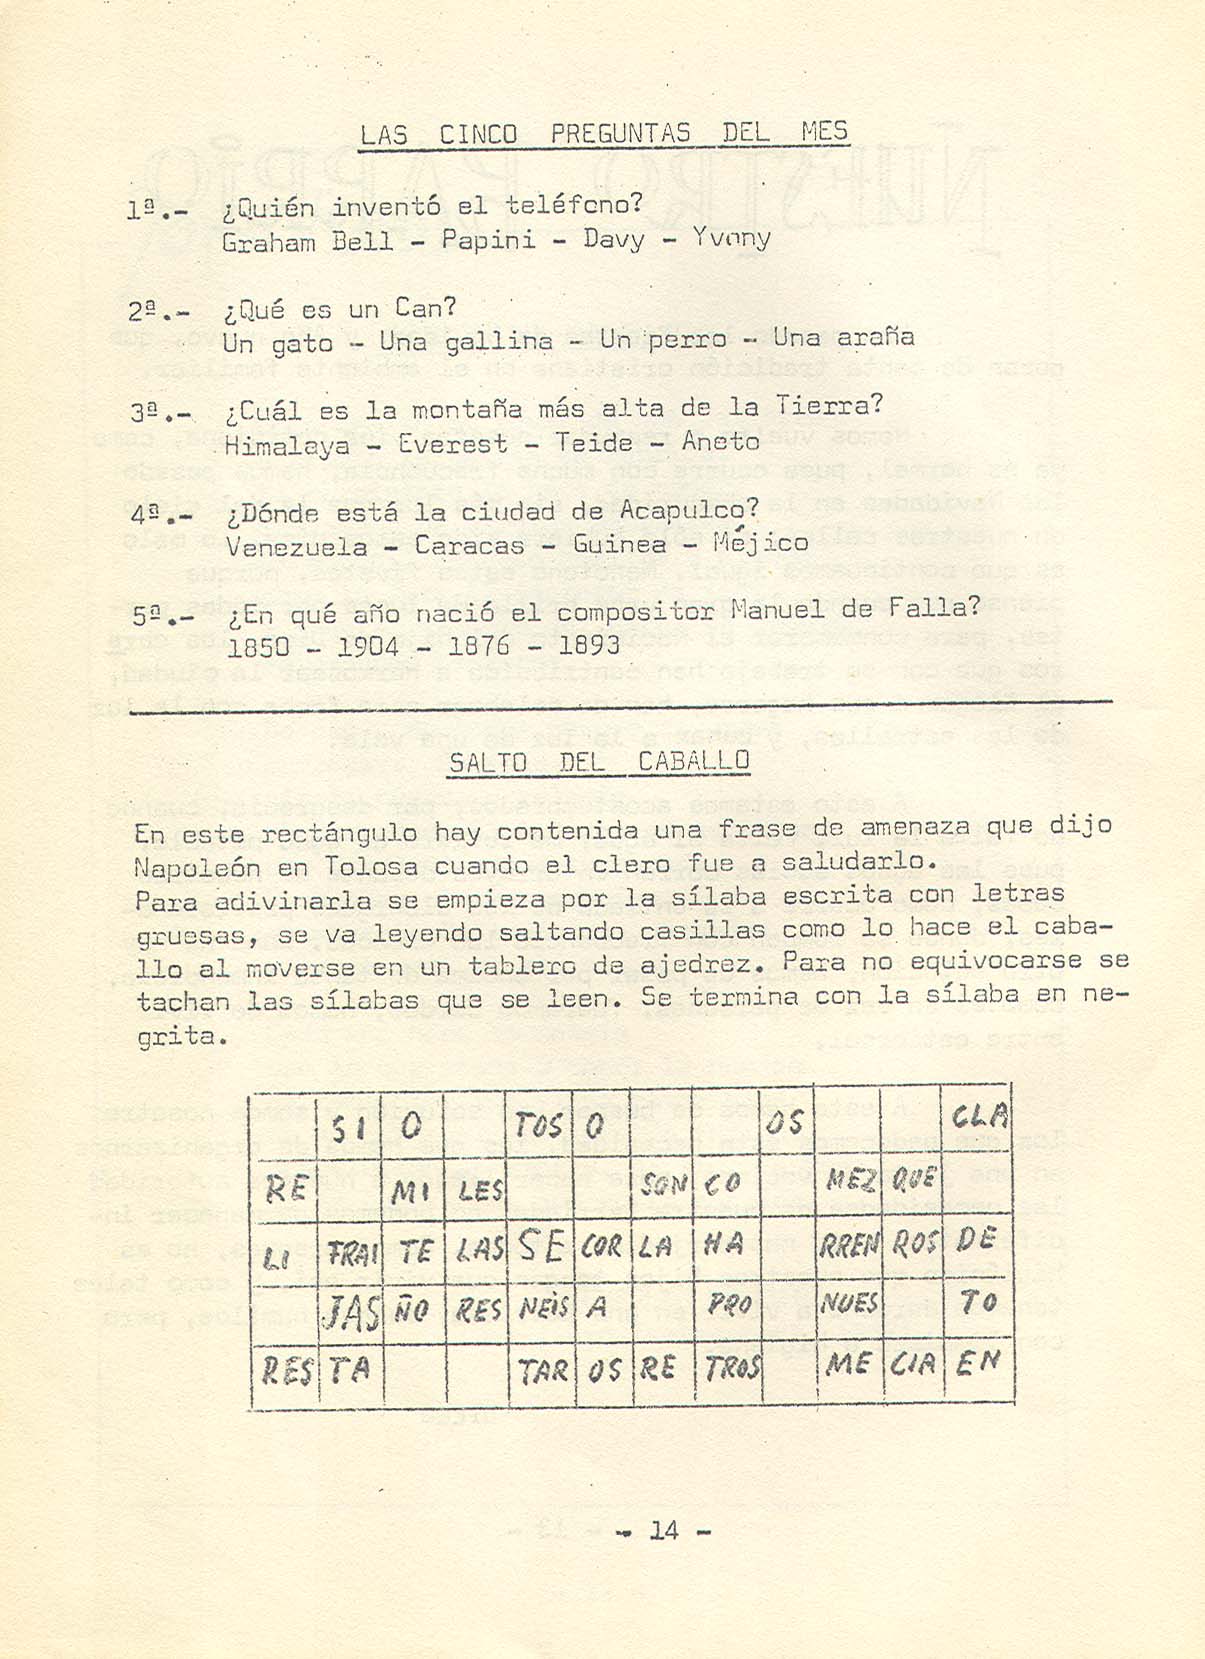 LAS CINCO PREGUNTAS DEL MES
1ª.- ¿Quién inventó el teléfono?
Graham Bell - Papini - Davy - Yvony
2ª.- ¿Qué es un Can?
Un gato - Una gallina - Un perro - Una araña
3ª.- ¿Cuál es la montaña más alta de la Tierra?
Himalaya - Everest - Teide - Aneto
4ª.- ¿Dónde está la ciudad de Acapulco?
Venezuela - Caracas - Guinea - Méjico
5ª.- ¿En qué año nació el compositor Manuel de Falla?
1850 - 1904 - 1876 - 1893
SALTO DEL CABALLO
En este rectángulo hay contenida una frase de amenaza que dijo
Napoleón en Tolosa cuando el clero fue a saludarlo.
Para adivinarla se empieza por la sílaba escrita con letras
gruesas, se va leyendo saltando casillas como lo hace el caba-
llo al moverse en un tablero de ajedrez. Para no equivocarse se
tachan las sílabas que se leen. Se termina con la sílaba en ne-
grita.
SI O TOS O OS CLA
RE MI LES SON CO MEZ QUE
LI FRAI TE LAS SE COR LA HA RREN ROS DE
JAS ÑO RES NEIS A PRO NUES TO
RES TA TAR OS RE TROS ME CIA EN
- 14 -